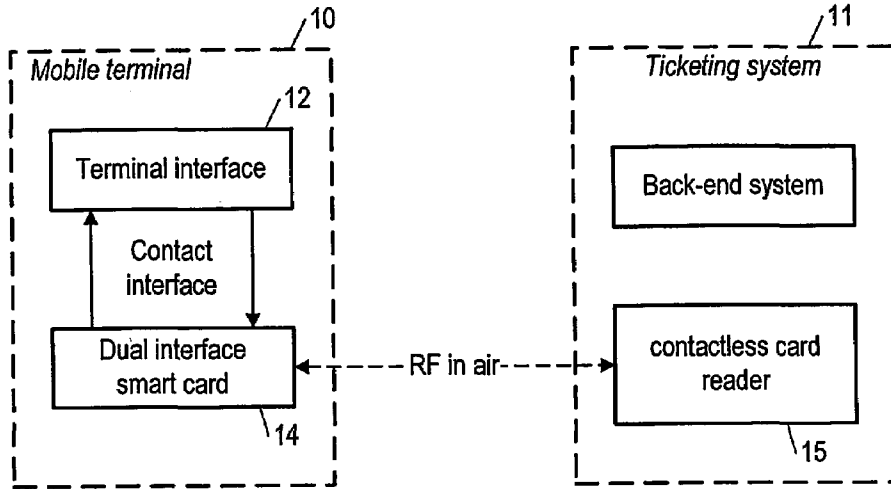 10
11
Mobile terminal
Ticketing system
12
Terminal interface
Back-end system
Contact
interface
Dual interface
smart card
RF in air
contactless card
reader
14
15